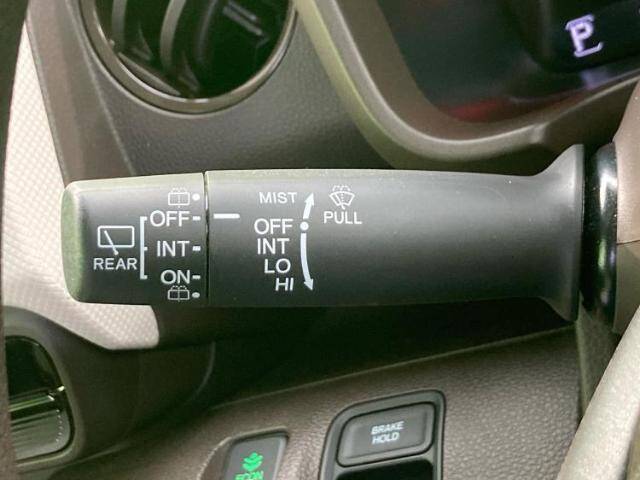 P
MIST
PULL
OFF
INT
LO
HI
OFF
INT
ON
REAR
BRAKE
HOLD
ECON